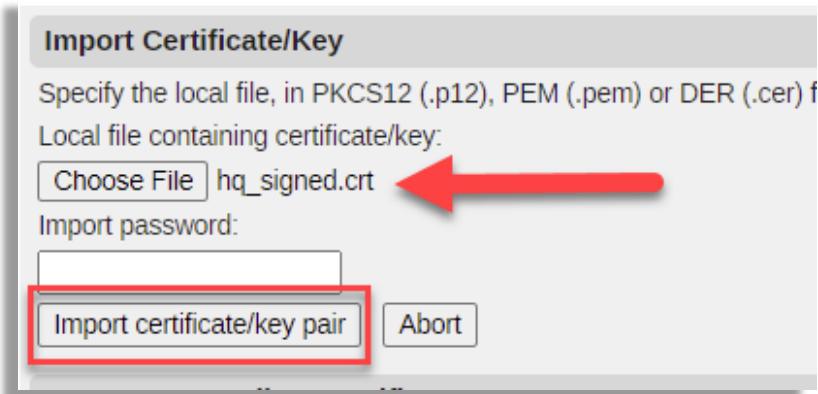 Import Certificate/Key
Specify the local file, in PKCS12 (.p12), PEM (.pem) or DER (.cer) f
Local file containing certificate/key:
Choose File hq_signed.crt
Import password:
Import certificate/key pair Abort